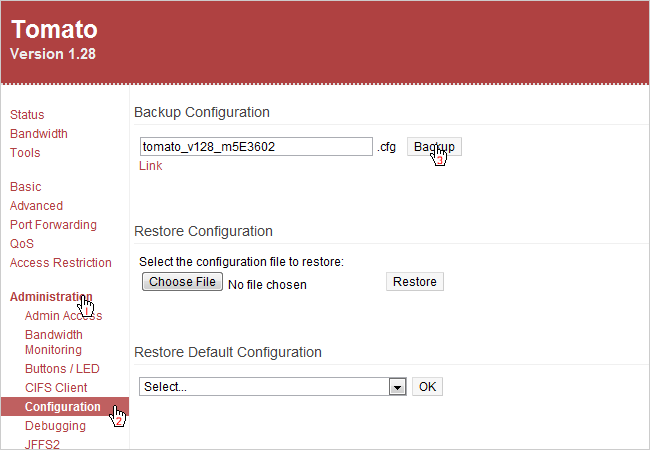 Tomato
Version 1.28
Status
Bandwidth
Tools
Basic
Advanced
Port Forwarding
QoS
Access Restriction
Administration
1
Admin Access
Bandwidth
Monitoring
Buttons / LED
CIFS Client
Configuration
2
Debugging
JFFS2
Backup Configuration
tomato_v128_m5E3602 .cfg Backup
3
Link
Restore Configuration
Select the configuration file to restore:
Choose File No file chosen Restore
Restore Default Configuration
Select... OK